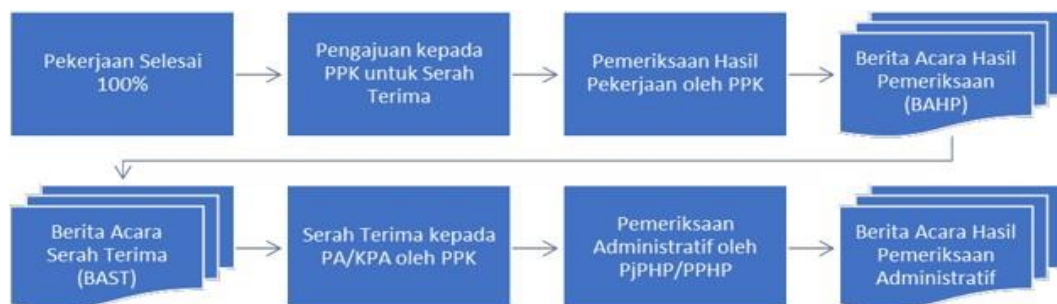 Pekerjaan Selesai
100%
Pengajuan kepada
PPK untuk Serah
Terima
Pemeriksaan Hasil
Pekerjaan oleh PPK
Berita Acara Hasil
Pemeriksaan
(BAHP)
Berita Acara
Serah Terima
(BAST)
Serah Terima kepada
PA/KPA oleh PPK
Pemeriksaan
Administratif oleh
PjPHP/PPHP
Berita Acara Hasil
Pemeriksaan
Administratif